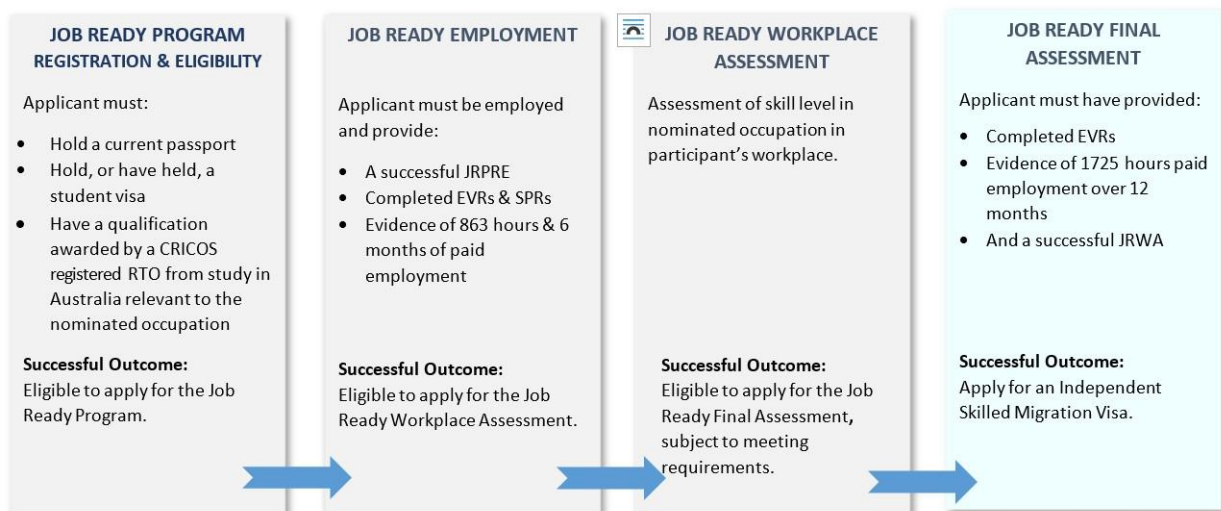 JOB READY PROGRAM
REGISTRATION & ELIGIBILITY
Applicant must:
• Hold a current passport
• Hold, or have held, a
student visa
• Have a qualification
awarded by a CRICOS
registered RTO from study in
Australia relevant to the
nominated occupation
Successful Outcome:
Eligible to apply for the Job
Ready Program.
JOB READY EMPLOYMENT
Applicant must be employed
and provide:
• A successful JRPRE
• Completed EVRs & SPRs
• Evidence of 863 hours & 6
months of paid
employment
Successful Outcome:
Eligible to apply for the Job
Ready Workplace Assessment.
JOB READY WORKPLACE
ASSESSMENT
Assessment of skill level in
nominated occupation in
participant's workplace.
Successful Outcome:
Eligible to apply for the Job
Ready Final Assessment,
subject to meeting
requirements.
JOB READY FINAL
ASSESSMENT
Applicant must have provided:
• Completed EVRs
• Evidence of 1725 hours paid
employment over 12
months
• And a successful JRWA
Successful Outcome:
Apply for an Independent
Skilled Migration Visa.